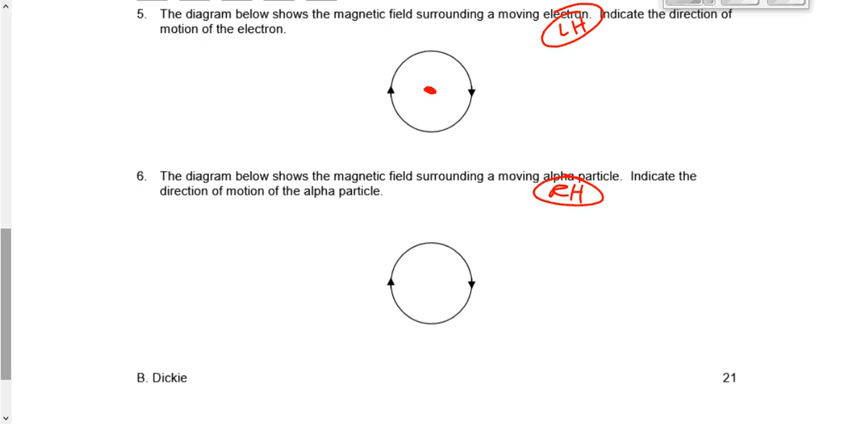 5. The diagram below shows the magnetic field surrounding a moving electron. Indicate the direction of
motion of the electron.
LH
6. The diagram below shows the magnetic field surrounding a moving alpha particle. Indicate the
direction of motion of the alpha particle.
RH
B. Dickie
21